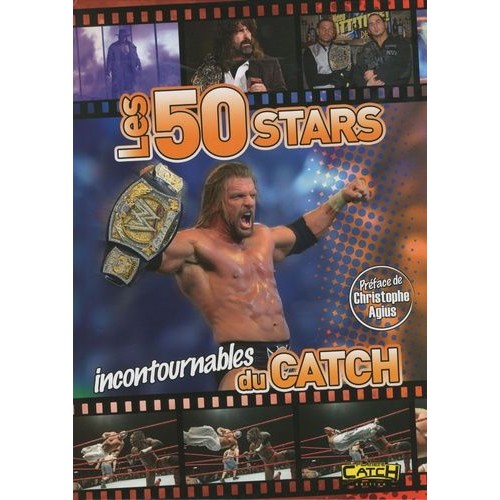 Les 50 STARS
Préface de
Christophe
Agius
incontournables
du CATCH
CATCH